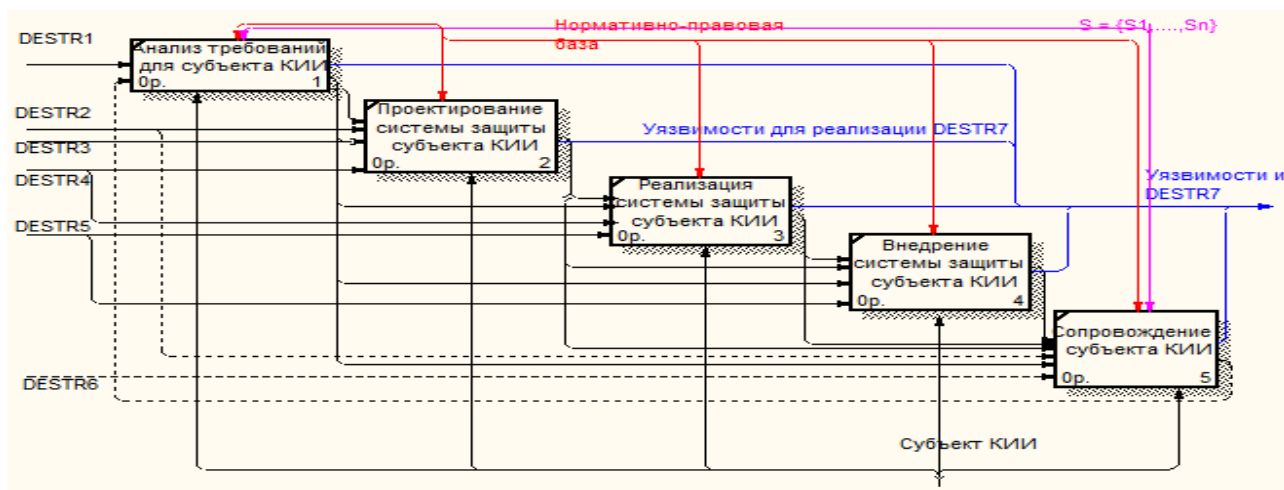 DESTR1
Нормативно-правовая
база
S = {S1,....,Sn}
Анализ требований
для субъекта КИИ
0р. 1
DESTR2
Проектирование
системы защиты
субъекта КИИ
0р. 2
Уязвимости для реализации DESTR7
DESTR3
DESTR4
Реализация
системы защиты
субъекта КИИ
0р. 3
Уязвимости и
DESTR7
DESTR5
Внедрение
системы защиты
субъекта КИИ
0р. 4
Сопровождение
субъекта КИИ
0р. 5
DESTR6
Субъект КИИ